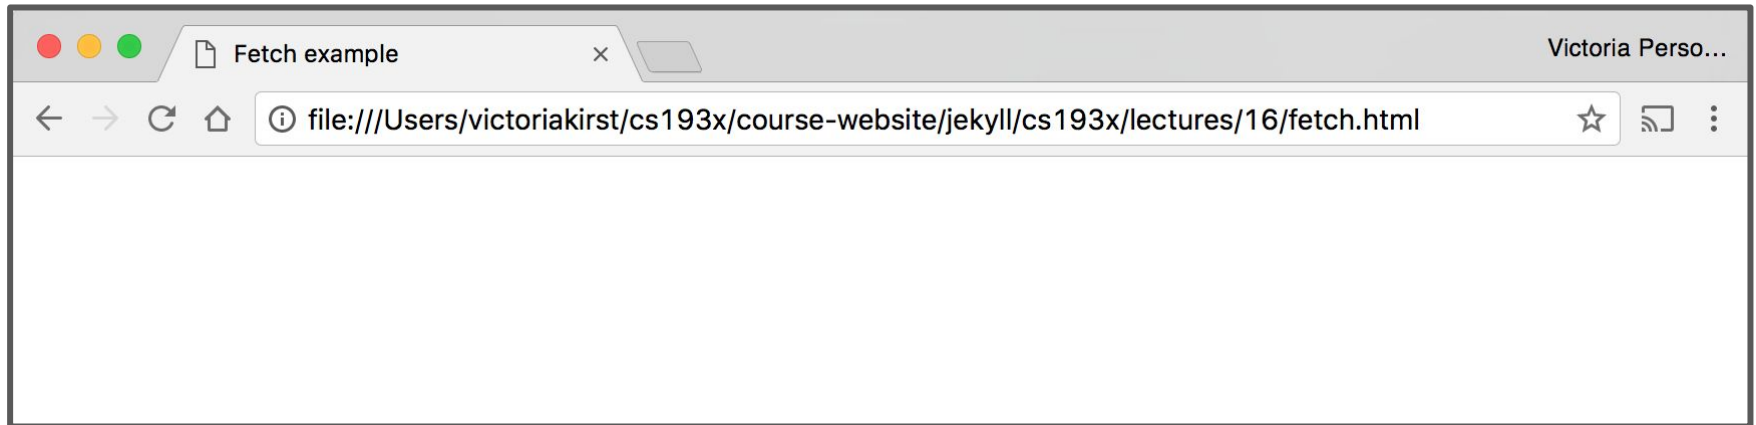 Fetch example
Victoria Perso...
file:///Users/victoriakirst/cs193x/course-website/jekyll/cs193x/lectures/16/fetch.html